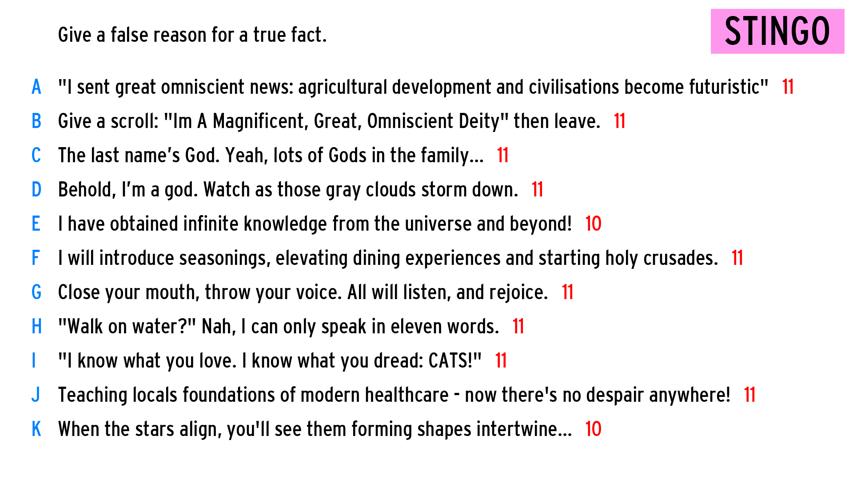 Give a false reason for a true fact.
STINGO
A "I sent great omniscient news: agricultural development and civilisations become futuristic" 11
B Give a scroll: "Im A Magnificent, Great, Omniscient Deity" then leave. 11
C The last name's God. Yeah, lots of Gods in the family... 11
D Behold, I'm a god. Watch as those gray clouds storm down. 11
E I have obtained infinite knowledge from the universe and beyond! 10
F I will introduce seasonings, elevating dining experiences and starting holy crusades. 11
G Close your mouth, throw your voice. All will listen, and rejoice. 11
H "Walk on water?" Nah, I can only speak in eleven words. 11
I "I know what you love. I know what you dread: CATS!" 11
J Teaching locals foundations of modern healthcare - now there's no despair anywhere! 11
K When the stars align, you'll see them forming shapes intertwine... 10